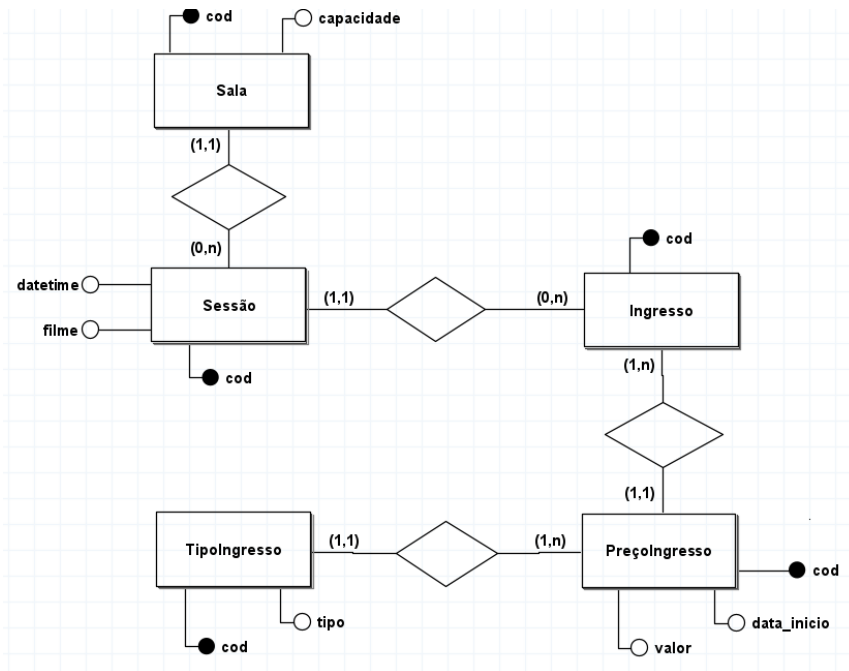 cod
capacidade
Sala
(1,1)
(0,n)
datetime
filme
Sessão
cod
(1,1)
(0,n)
cod
Ingresso
(1,n)
(1,1)
TipoIngresso
(1,1)
(1,n)
PreçoIngresso
cod
tipo
cod
data_inicio
valor